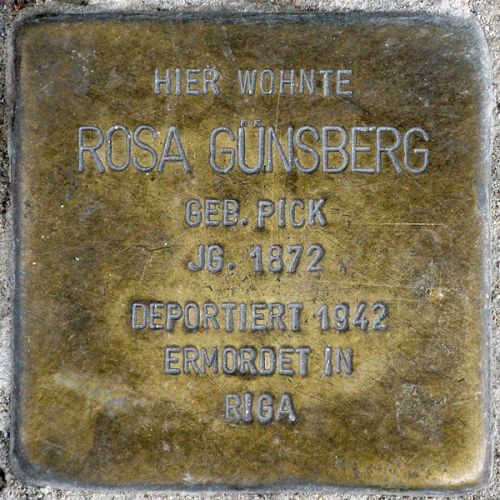 HIER WOHNTE
ROSA GÜNSBERG
GEB. PICK
JG. 1872
DEPORTIERT 1942
ERMORDET IN
RIGA